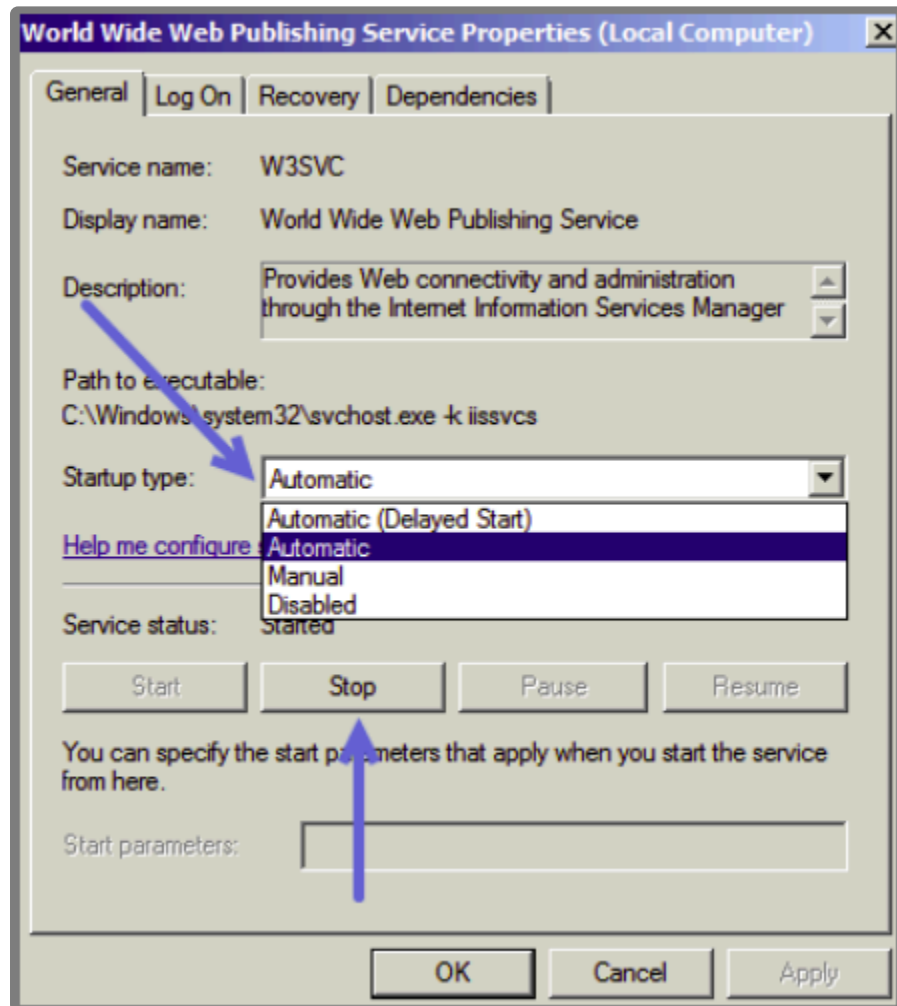 World Wide Web Publishing Service Properties (Local Computer)
General Log On Recovery Dependencies
Service name: W3SVC
Display name: World Wide Web Publishing Service
Description: Provides Web connectivity and administration
through the Internet Information Services Manager
Path to executable:
C:\Windows\system32\svchost.exe -k iissvcs
Startup type: Automatic
Automatic (Delayed Start)
Help me configure Automatic
Manual
Disabled
Service status: Started
Start Stop Pause Resume
You can specify the start parameters that apply when you start the service
from here.
Start parameters:
OK Cancel Apply